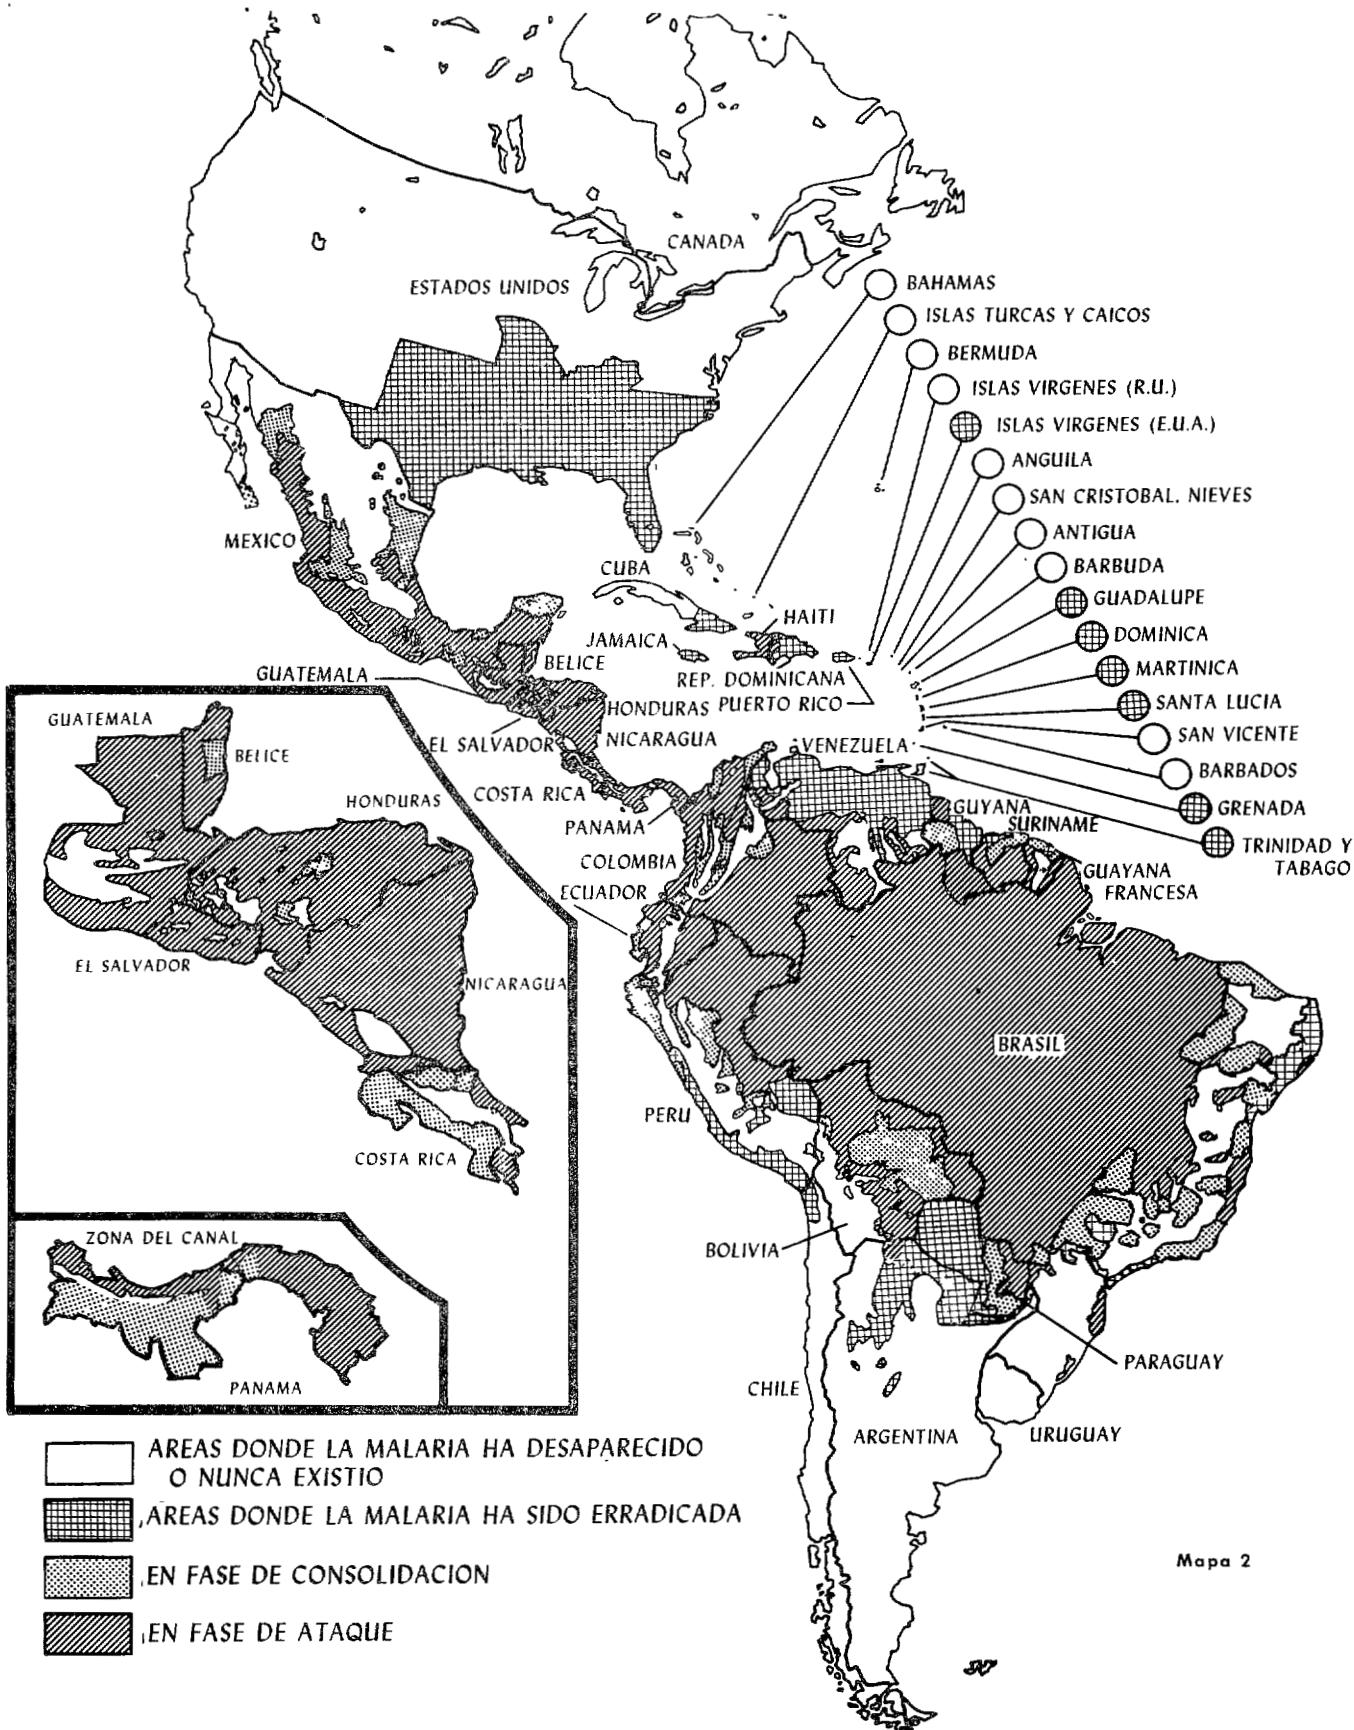 CANADA
ESTADOS UNIDOS
BAHAMAS
ISLAS TURCAS Y CAICOS
BERMUDA
ISLAS VIRGENES (R.U.)
ISLAS VIRGENES (E.U.A.)
ANGUILA
SAN CRISTOBAL. NIEVES
ANTIGUA
BARBUDA
GUADALUPE
DOMINICA
MARTINICA
SANTA LUCIA
SAN VICENTE
BARBADOS
GRENADA
TRINIDAD Y
TABAGO
MEXICO
CUBA
HAITI
JAMAICA
REP. DOMINICANA
PUERTO RICO
BELICE
GUATEMALA
HONDURAS
NICARAGUA
EL SALVADOR
COSTA RICA
PANAMA
VENEZUELA
GUYANA
SURINAME
GUAYANA
FRANCESA
COLOMBIA
ECUADOR
BRASIL
PERU
BOLIVIA
PARAGUAY
CHILE
ARGENTINA
URUGUAY
GUATEMALA
BELICE
HONDURAS
EL SALVADOR
NICARAGUA
COSTA RICA
ZONA DEL CANAL
PANAMA
AREAS DONDE LA MALARIA HA DESAPARECIDO
O NUNCA EXISTIO
AREAS DONDE LA MALARIA HA SIDO ERRADICADA
EN FASE DE CONSOLIDACION
EN FASE DE ATAQUE
Mapa 2